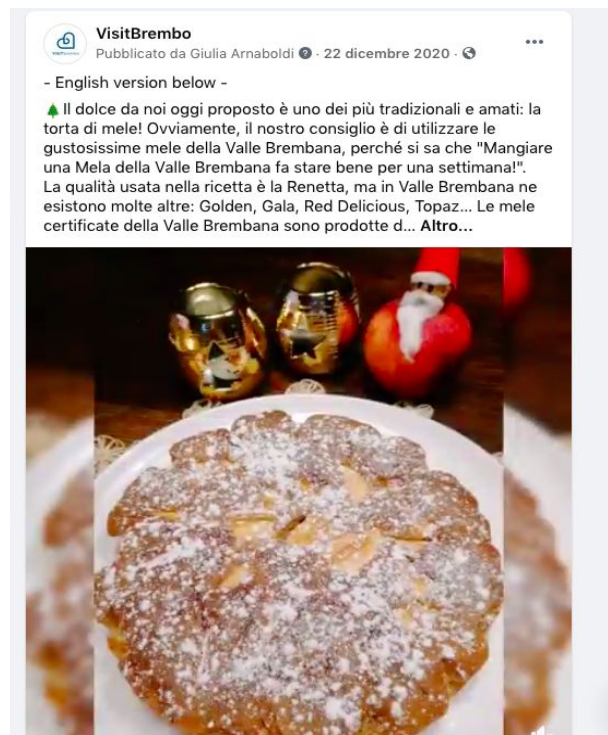 VisitBrembo
Pubblicato da Giulia Arnaboldi · 22 dicembre 2020 ·
- English version below -
🌲Il dolce da noi oggi proposto è uno dei più tradizionali e amati: la
torta di mele! Ovviamente, il nostro consiglio è di utilizzare le
gustosissime mele della Valle Brembana, perché si sa che "Mangiare
una Mela della Valle Brembana fa stare bene per una settimana!".
La qualità usata nella ricetta è la Renetta, ma in Valle Brembana ne
esistono molte altre: Golden, Gala, Red Delicious, Topaz... Le mele
certificate della Valle Brembana sono prodotte d... Altro...